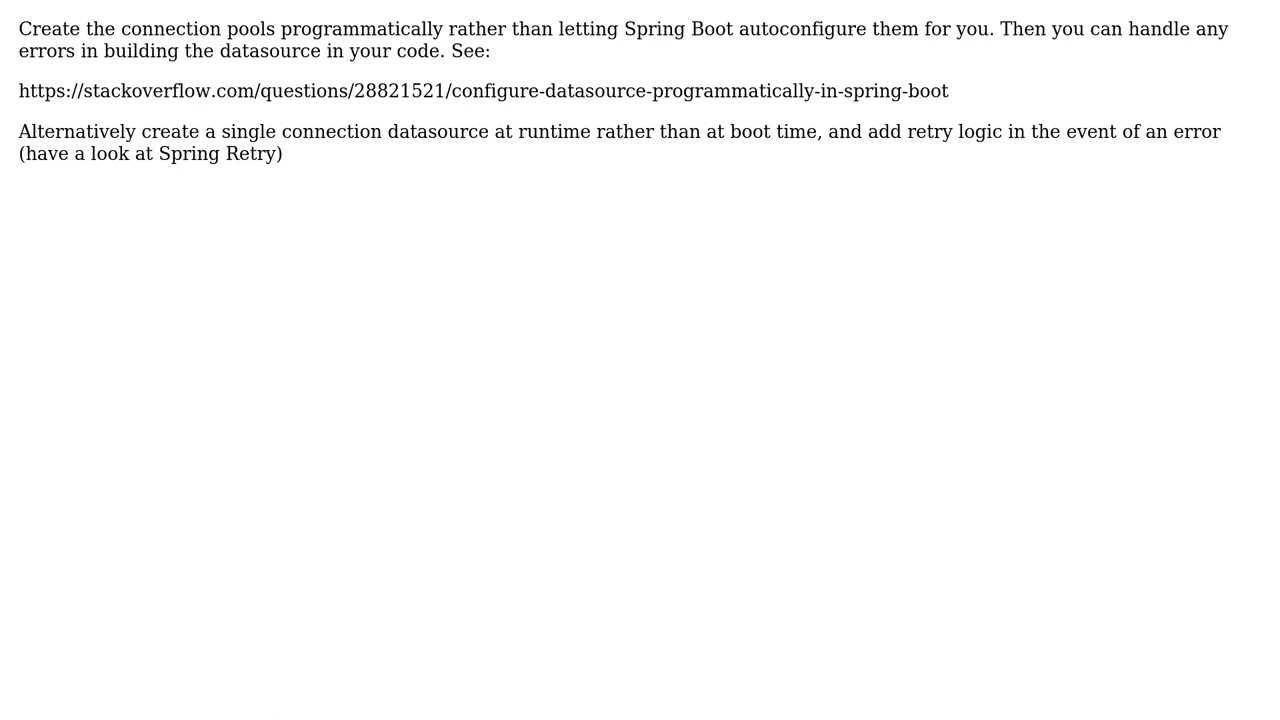 Create the connection pools programmatically rather than letting Spring Boot autoconfigure them for you. Then you can handle any
errors in building the datasource in your code. See:
https://stackoverflow.com/questions/28821521/configure-datasource-programmatically-in-spring-boot
Alternatively create a single connection datasource at runtime rather than at boot time, and add retry logic in the event of an error
(have a look at Spring Retry)